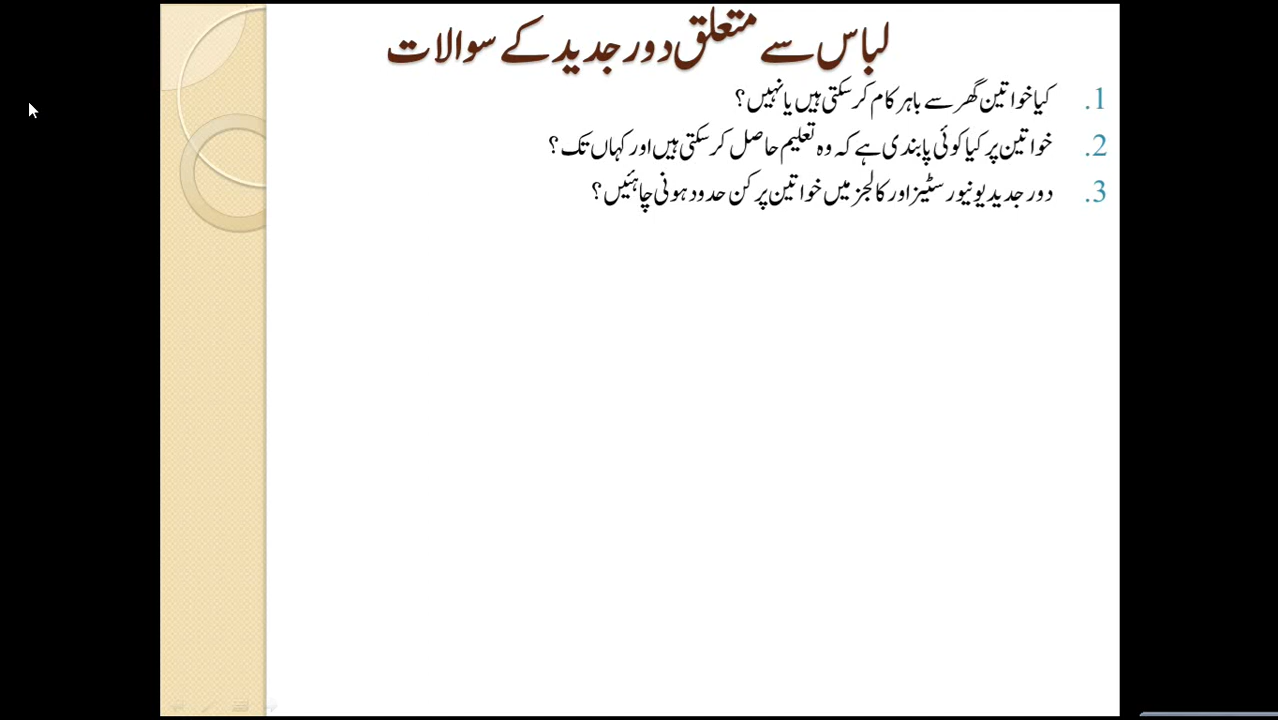 لباس سے متعلق دور جدید کے سوالات
1. کیا خواتین گھر سے باہر کام کر سکتی ہیں یا نہیں؟
2. خواتین پر کیا کوئی پابندی ہے کہ وہ تعلیم حاصل کر سکتی ہیں اور کہاں تک؟
3. دور جدید یونیورسٹیز اور کالجز میں خواتین پر کن حدود ہونی چاہئیں؟